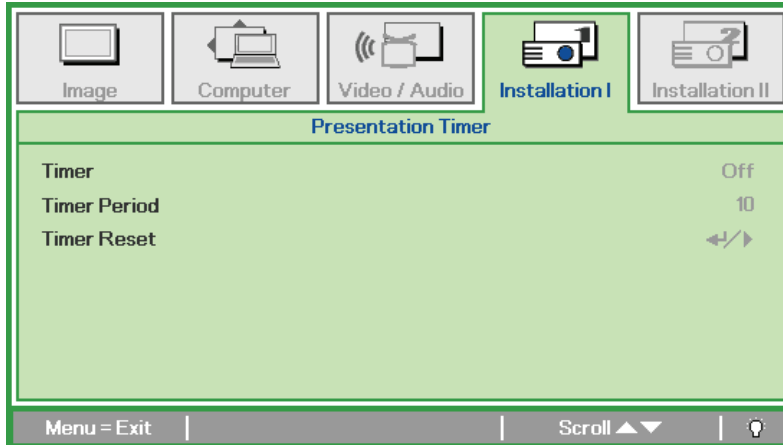 Image
Computer
Video / Audio
Installation I
Installation II
Presentation Timer
Timer
Off
Timer Period
10
Timer Reset
Menu = Exit
Scroll